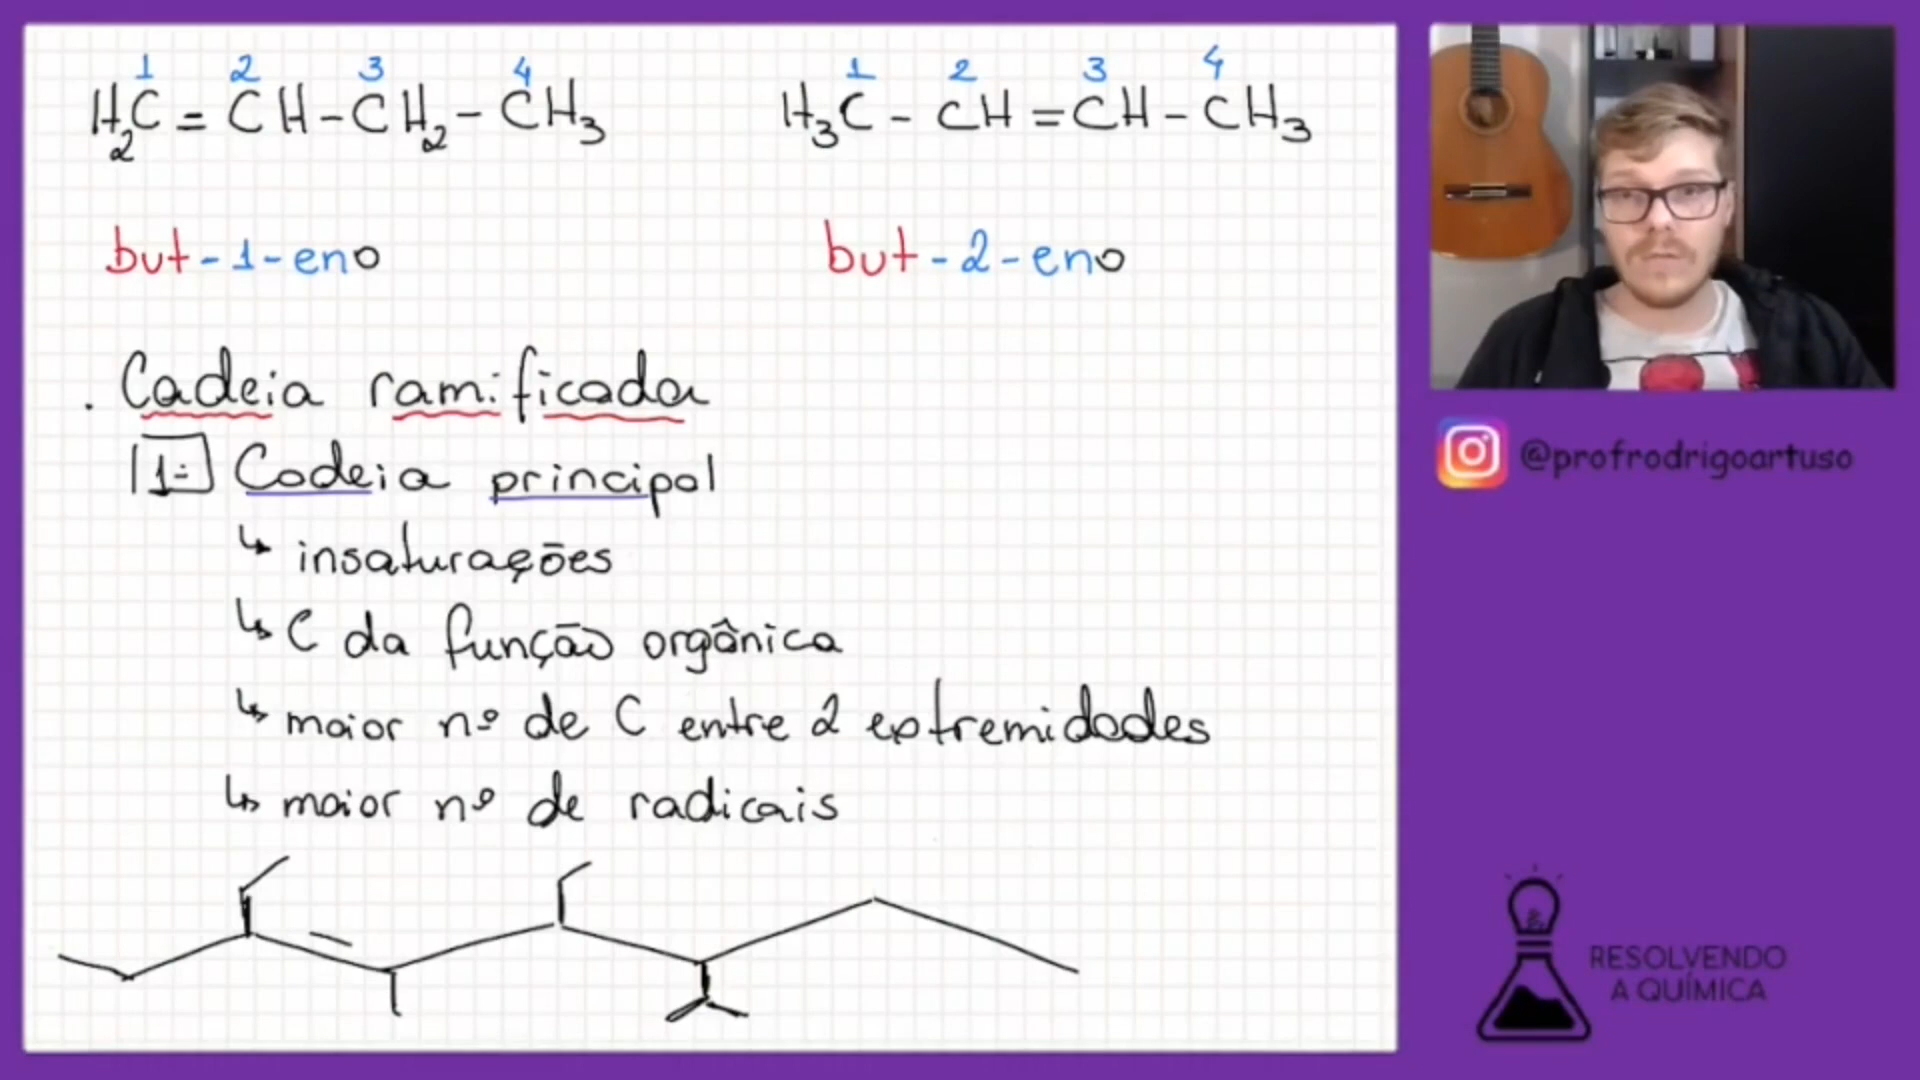 1 2 3 4
H₂C = CH - CH₂ - CH₃
1 2 3 4
H₃C - CH = CH - CH₃
but-1-eno
but-2-eno
. Cadeia ramificada
1- Cadeia principal
↳ insaturações
↳ C da função orgânica
↳ maior nº de C entre 2 extremidades
↳ maior nº de radicais
@profrodrigoartuso
RESOLVENDO
A QUÍMICA